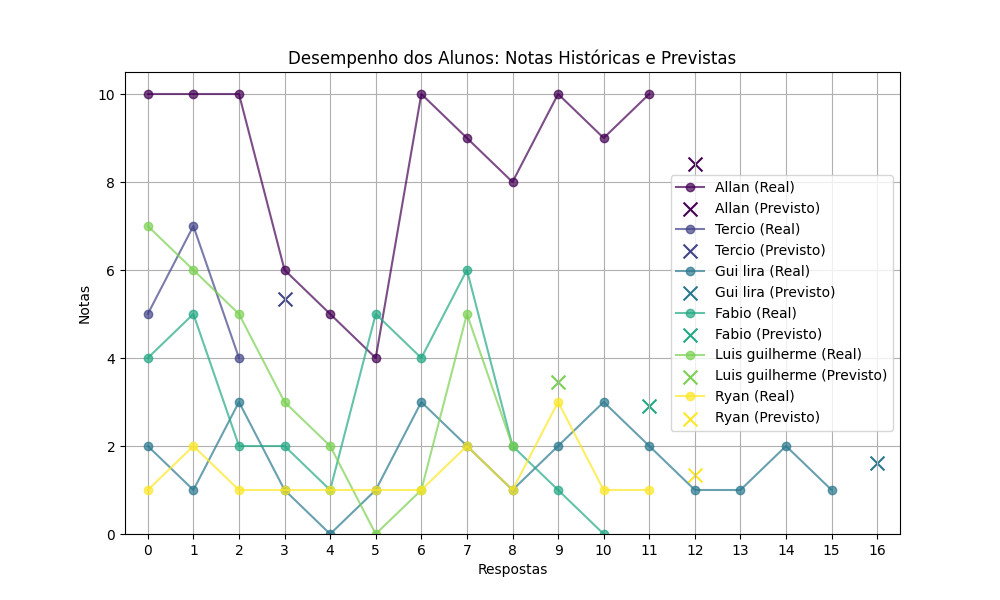 Desempenho dos Alunos: Notas Históricas e Previstas
Notas
10
8
6
4
2
0
Allan (Real)
Allan (Previsto)
Tercio (Real)
Tercio (Previsto)
Gui lira (Real)
Gui lira (Previsto)
Fabio (Real)
Fabio (Previsto)
Luis guilherme (Real)
Luis guilherme (Previsto)
Ryan (Real)
Ryan (Previsto)
0 1 2 3 4 5 6 7 8 9 10 11 12 13 14 15 16
Respostas